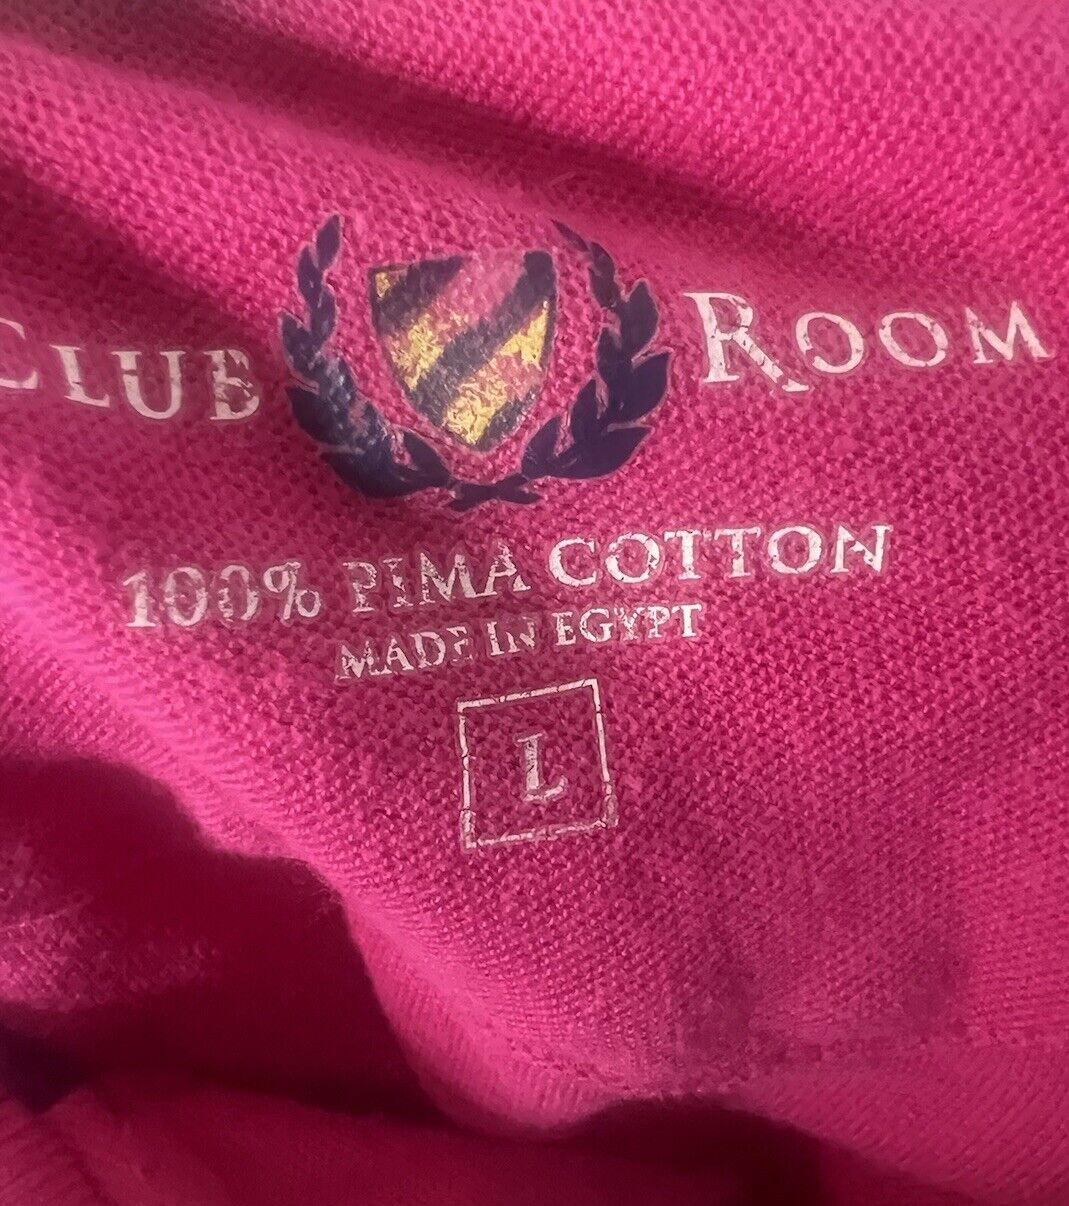 CLUB ROOM
100% PIMA COTTON
MADE IN EGYPT
L